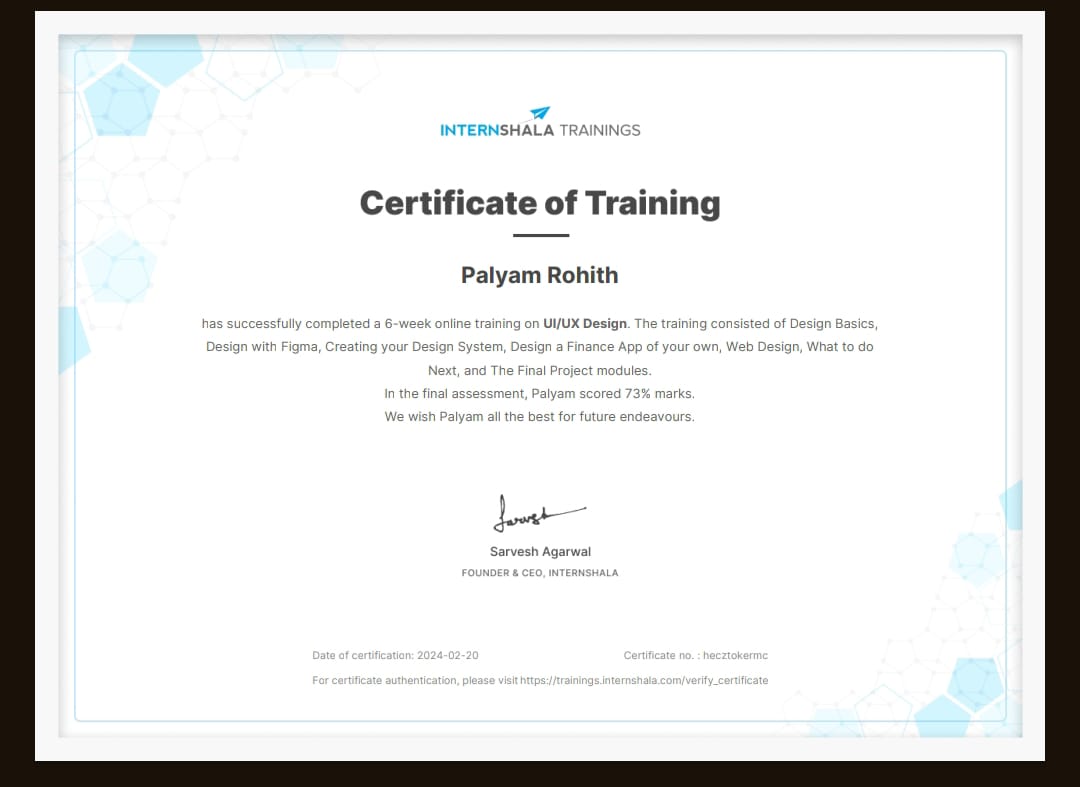 INTERNSHALA TRAININGS
Certificate of Training
Palyam Rohith
has successfully completed a 6-week online training on UI/UX Design. The training consisted of Design Basics,
Design with Figma, Creating your Design System, Design a Finance App of your own, Web Design, What to do
Next, and The Final Project modules.
In the final assessment, Palyam scored 73% marks.
We wish Palyam all the best for future endeavours.
Sarvesh
Sarvesh Agarwal
FOUNDER & CEO, INTERNSHALA
Date of certification: 2024-02-20
Certificate no. : hecztokermc
For certificate authentication, please visit https://trainings.internshala.com/verify_certificate